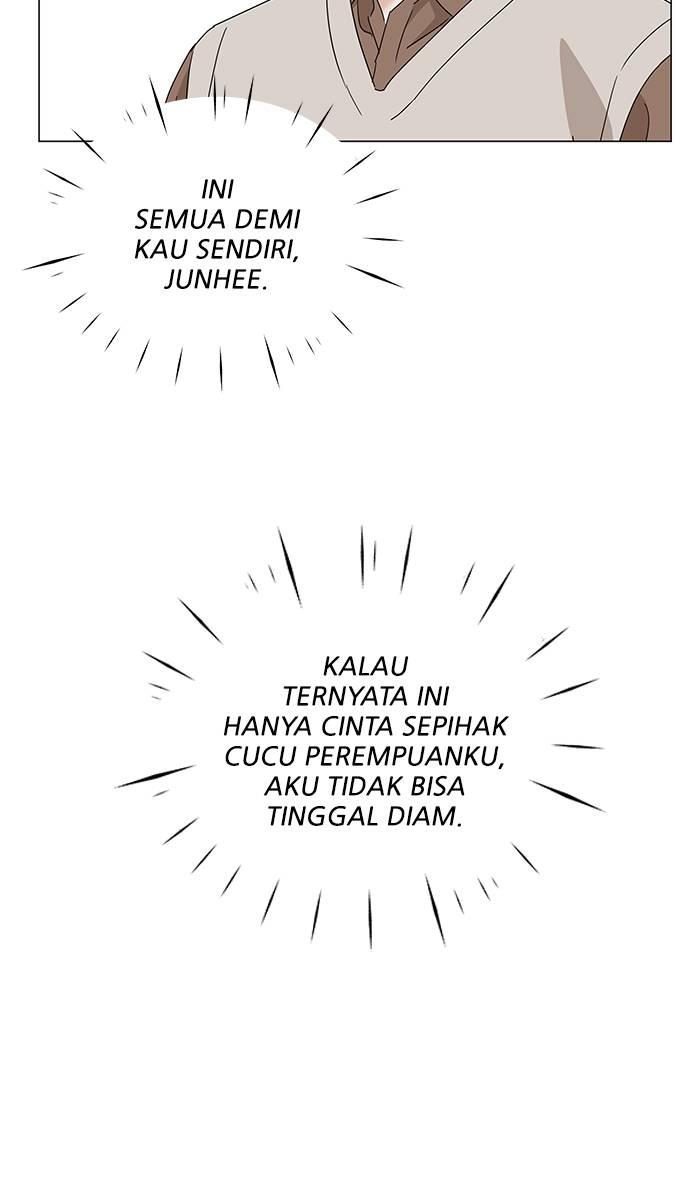 INI
SEMUA DEMI
KAU SENDIRI,
JUNHEE.
KALAU
TERNYATA INI
HANYA CINTA SEPIHAK
CUCU PEREMPUANKU,
AKU TIDAK BISA
TINGGAL DIAM.